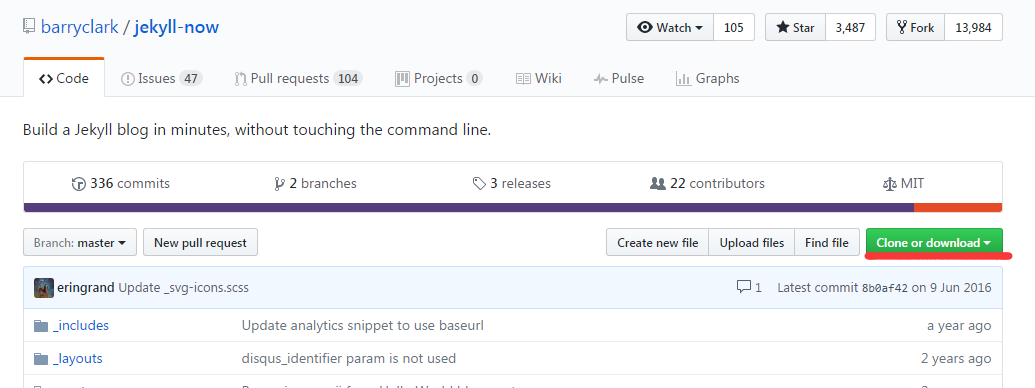 barryclark / jekyll-now
Watch 105 Star 3,487 Fork 13,984
Code Issues 47 Pull requests 104 Projects 0 Wiki Pulse Graphs
Build a Jekyll blog in minutes, without touching the command line.
336 commits 2 branches 3 releases 22 contributors MIT
Branch: master New pull request Create new file Upload files Find file Clone or download
eringrand Update _svg-icons.scss 1 Latest commit 8b0af42 on 9 Jun 2016
_includes Update analytics snippet to use baseurl a year ago
_layouts disqus_identifier param is not used 2 years ago